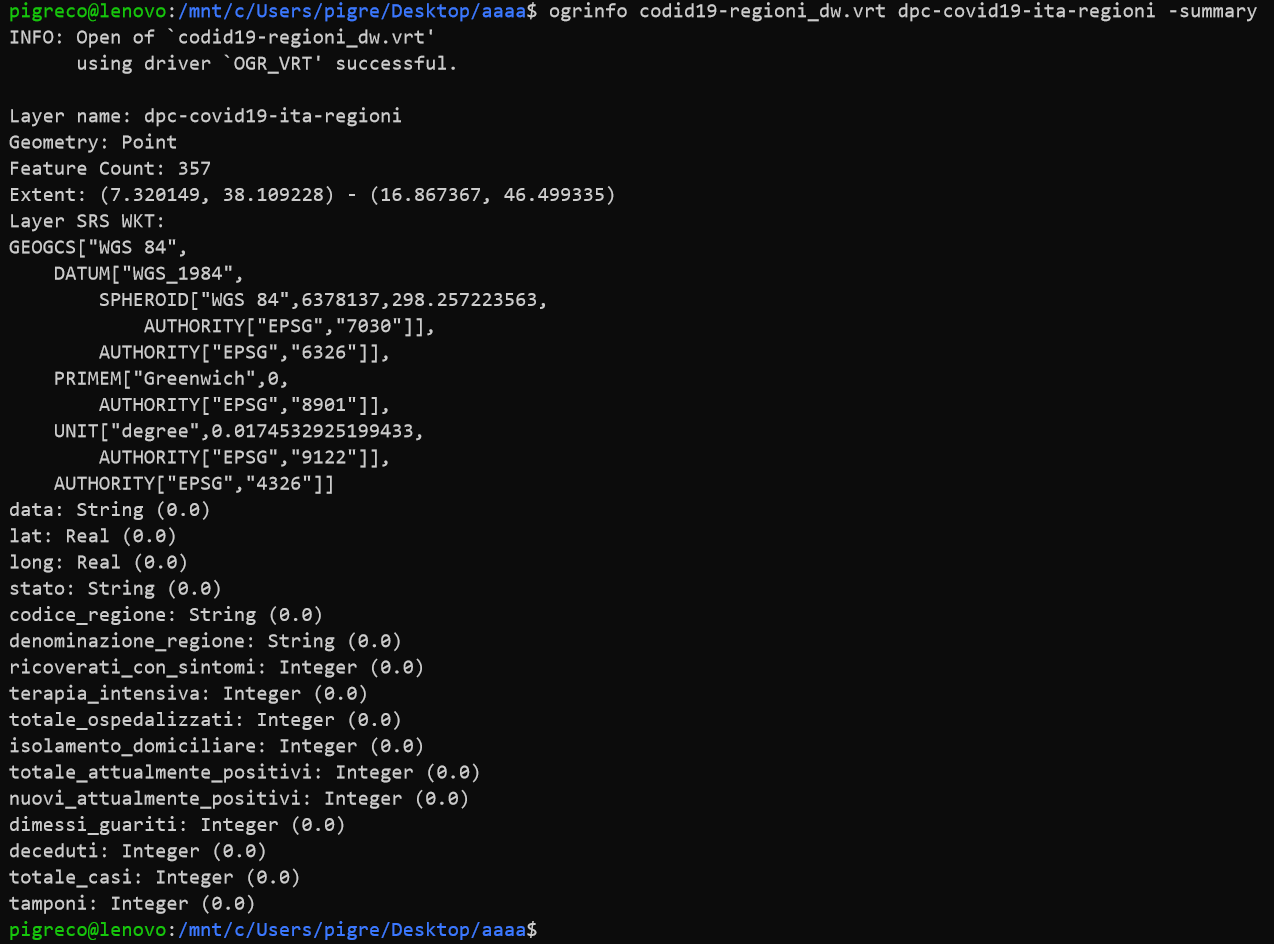 pigreco@lenovo:/mnt/c/Users/pigre/Desktop/aaaa$ ogrinfo codid19-regioni_dw.vrt dpc-covid19-ita-regioni -summary
INFO: Open of `codid19-regioni_dw.vrt'
      using driver `OGR_VRT' successful.

Layer name: dpc-covid19-ita-regioni
Geometry: Point
Feature Count: 357
Extent: (7.320149, 38.109228) - (16.867367, 46.499335)
Layer SRS WKT:
GEOGCS["WGS 84",
    DATUM["WGS_1984",
        SPHEROID["WGS 84",6378137,298.257223563,
            AUTHORITY["EPSG","7030"]],
        AUTHORITY["EPSG","6326"]],
    PRIMEM["Greenwich",0,
        AUTHORITY["EPSG","8901"]],
    UNIT["degree",0.0174532925199433,
        AUTHORITY["EPSG","9122"]],
    AUTHORITY["EPSG","4326"]]
data: String (0.0)
lat: Real (0.0)
long: Real (0.0)
stato: String (0.0)
codice_regione: String (0.0)
denominazione_regione: String (0.0)
ricoverati_con_sintomi: Integer (0.0)
terapia_intensiva: Integer (0.0)
totale_ospedalizzati: Integer (0.0)
isolamento_domiciliare: Integer (0.0)
totale_attualmente_positivi: Integer (0.0)
nuovi_attualmente_positivi: Integer (0.0)
dimessi_guariti: Integer (0.0)
deceduti: Integer (0.0)
totale_casi: Integer (0.0)
tamponi: Integer (0.0)
pigreco@lenovo:/mnt/c/Users/pigre/Desktop/aaaa$